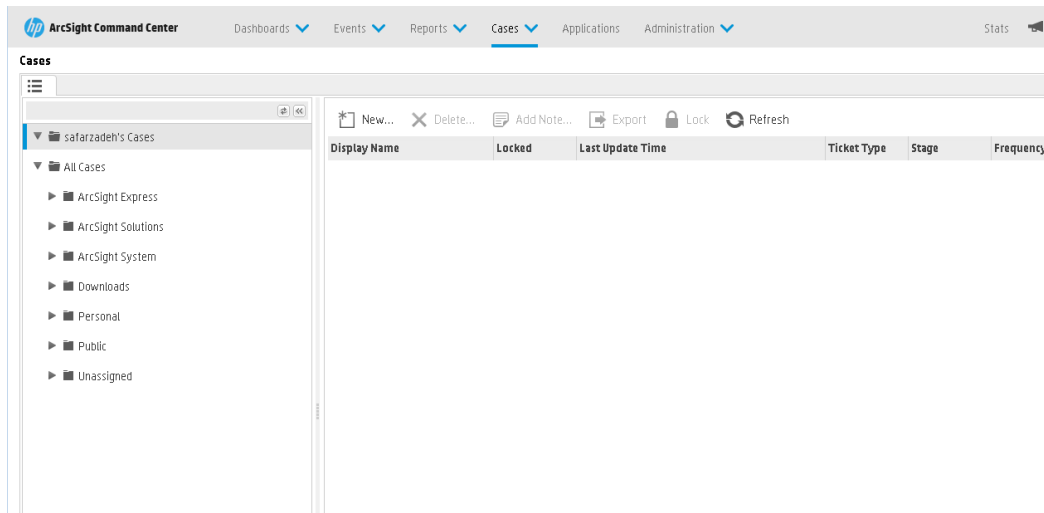 hp ArcSight Command Center Dashboards Events Reports Cases Applications Administration Stats
Cases
New... Delete... Add Note... Export Lock Refresh
safarzadeh's Cases
Display Name Locked Last Update Time Ticket Type Stage Frequency
All Cases
ArcSight Express
ArcSight Solutions
ArcSight System
Downloads
Personal
Public
Unassigned